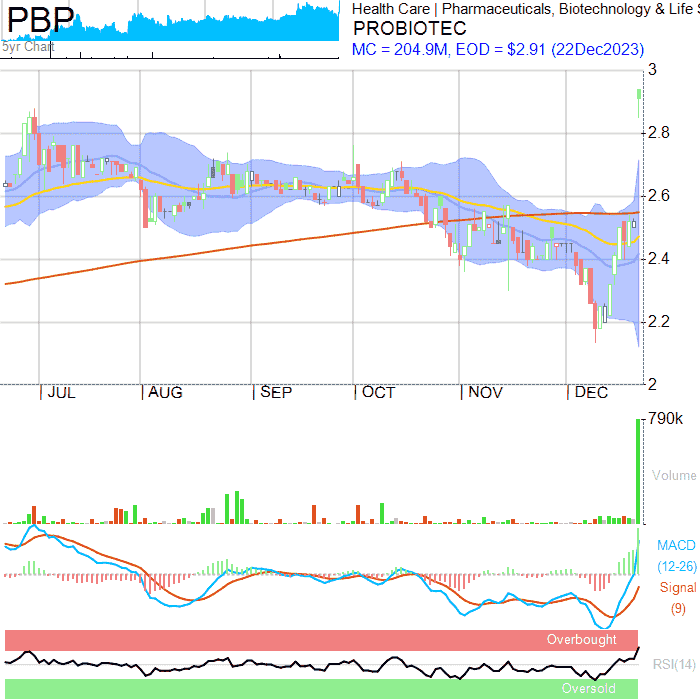 PBP
5yr Chart
Health Care | Pharmaceuticals, Biotechnology & Life S
PROBIOTEC
MC = 204.9M, EOD = $2.91 (22Dec2023)
3
2.8
2.6
2.4
2.2
2
| JUL | AUG | SEP | OCT | NOV | DEC
790k
Volume
MACD
(12-26)
Signal
(9)
Overbought
RSI(14)
Oversold